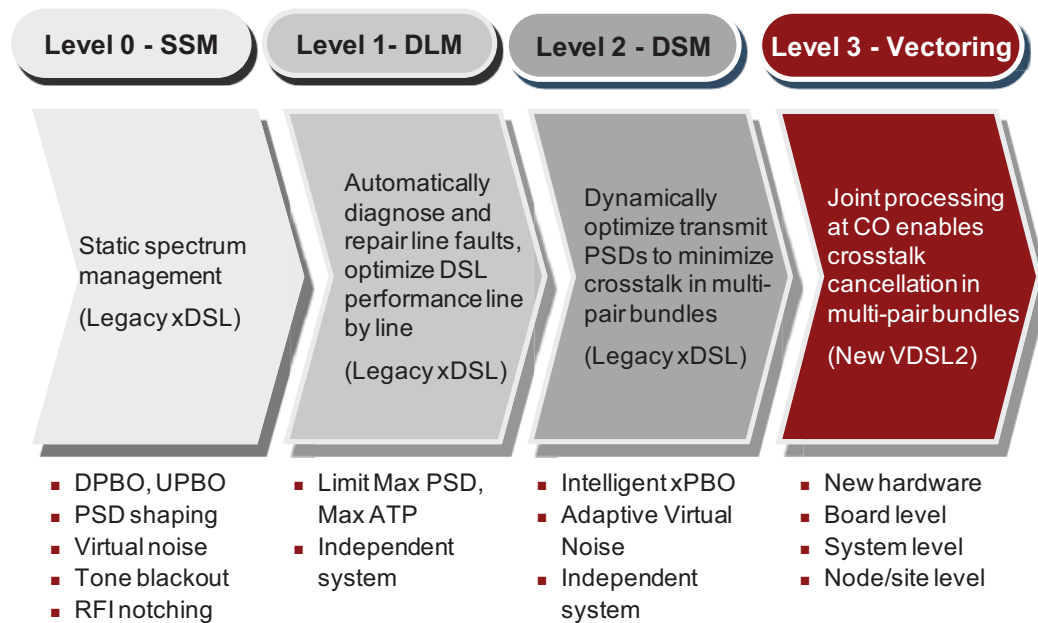 Level 0 - SSM
Level 1- DLM
Level 2 - DSM
Level 3 - Vectoring
Static spectrum
management
(Legacy xDSL)
Automatically
diagnose and
repair line faults,
optimize DSL
performance line
by line
(Legacy xDSL)
Dynamically
optimize transmit
PSDs to minimize
crosstalk in multi-
pair bundles
(Legacy xDSL)
Joint processing
at CO enables
crosstalk
cancellation in
multi-pair bundles
(New VDSL2)
▪ DPBO, UPBO
▪ PSD shaping
▪ Virtual noise
▪ Tone blackout
▪ RFI notching
▪ Limit Max PSD,
Max ATP
▪ Independent
system
▪ Intelligent xPBO
▪ Adaptive Virtual
Noise
▪ Independent
system
▪ New hardware
▪ Board level
▪ System level
▪ Node/site level